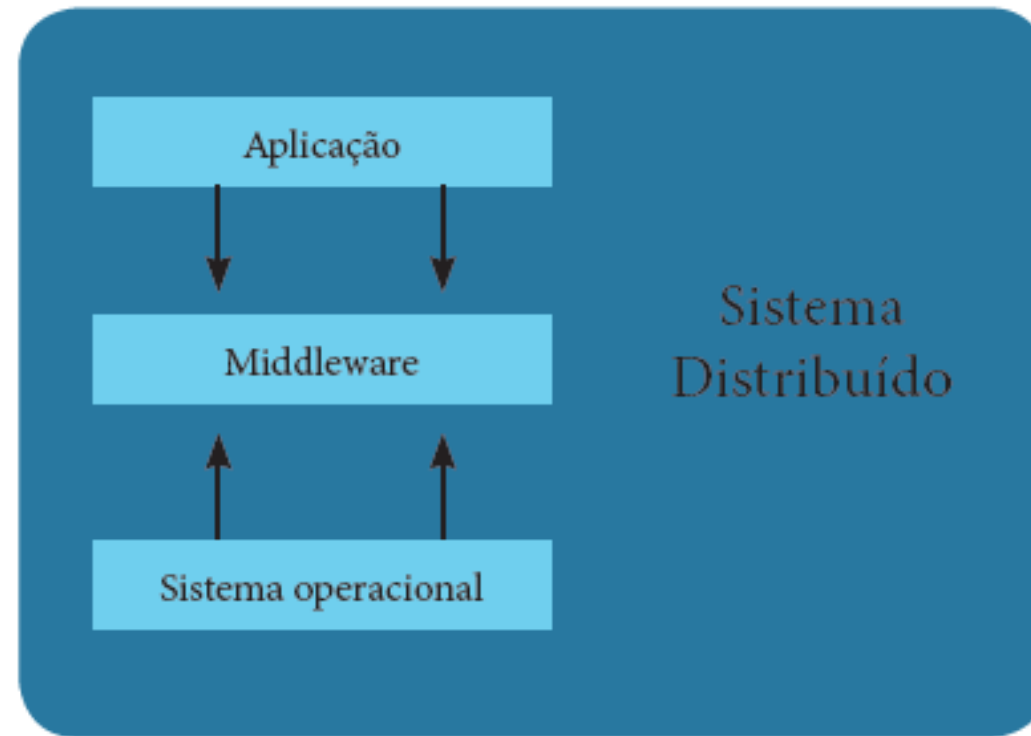 Aplicação
Middleware
Sistema operacional
Sistema
Distribuído